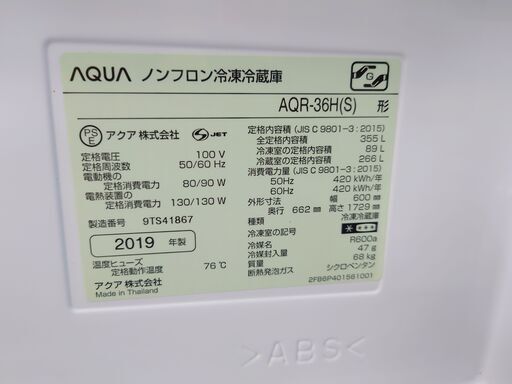 AQUA ノンフロン冷凍冷蔵庫
G
AQR-36H(S) 形
PS
E
アクア株式会社
S JET
定格電圧 100 V
定格周波数 50/60 Hz
電動機の
定格消費電力 80/90 W
電熱装置の
定格消費電力 130/130 W
製造番号 9TS41867
2019 年製
温度ヒューズ
定格動作温度 76℃
アクア株式会社
Made in Thailand
定格内容積 (JIS C 9801-3 : 2015)
全定格内容積 355 L
冷凍室の定格内容積 89 L
冷蔵室の定格内容積 266 L
消費電力量 (JIS C 9801-3 : 2015)
50Hz 420 kWh/年
60Hz 420 kWh/年
外形寸法 幅 600 ㎜
奥行 662 ㎜ 高さ 1729 ㎜
種類 冷凍冷蔵庫
冷凍室の記号
冷媒名 R600a
冷媒封入量 47 g
質量 68 kg
断熱発泡ガス シクロペンタン
2FB6P401561001
>ABS<